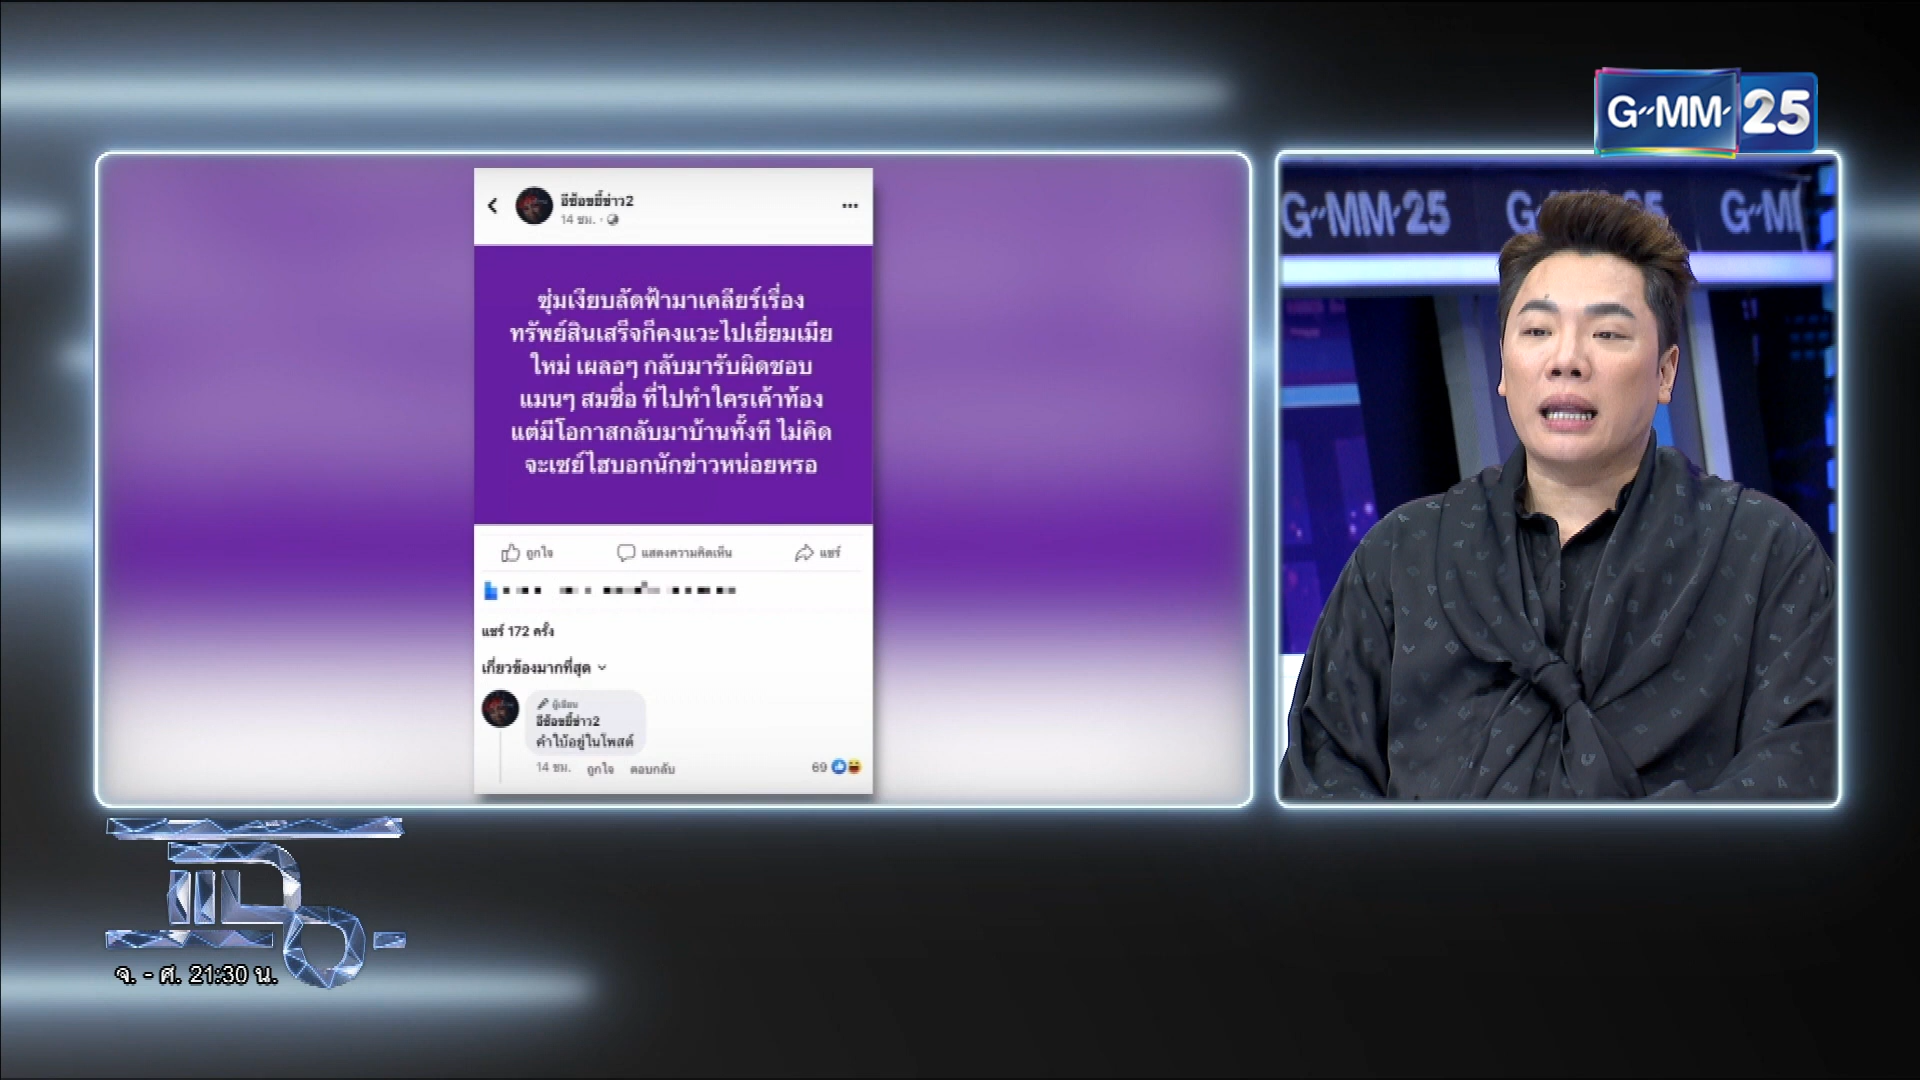 G"MM' 25
อีซ้อขยี้ข่าว2
14 ชม.
ซุ่มเงียบลัดฟ้ามาเคลียร์เรื่อง
ทรัพย์สินเสร็จก็คงแวะไปเยี่ยมเมีย
ใหม่ เผลอๆ กลับมารับผิดชอบ
แมนๆ สมชื่อ ที่ไปทำใครเค้าท้อง
แต่มีโอกาสกลับมาบ้านทั้งที ไม่คิด
จะเซย์ไฮบอกนักข่าวหน่อยหรอ
ถูกใจ แสดงความคิดเห็น แชร์
แชร์ 172 ครั้ง
เกี่ยวข้องมากที่สุด
ผู้เขียน
อีซ้อขยี้ข่าว2
คำใบ้อยู่ในโพสต์
14 ชม. ถูกใจ ตอบกลับ 69
G"MM'25 G"MM'25 G"MM
แฉ
จ. - ศ. 21:30 น.